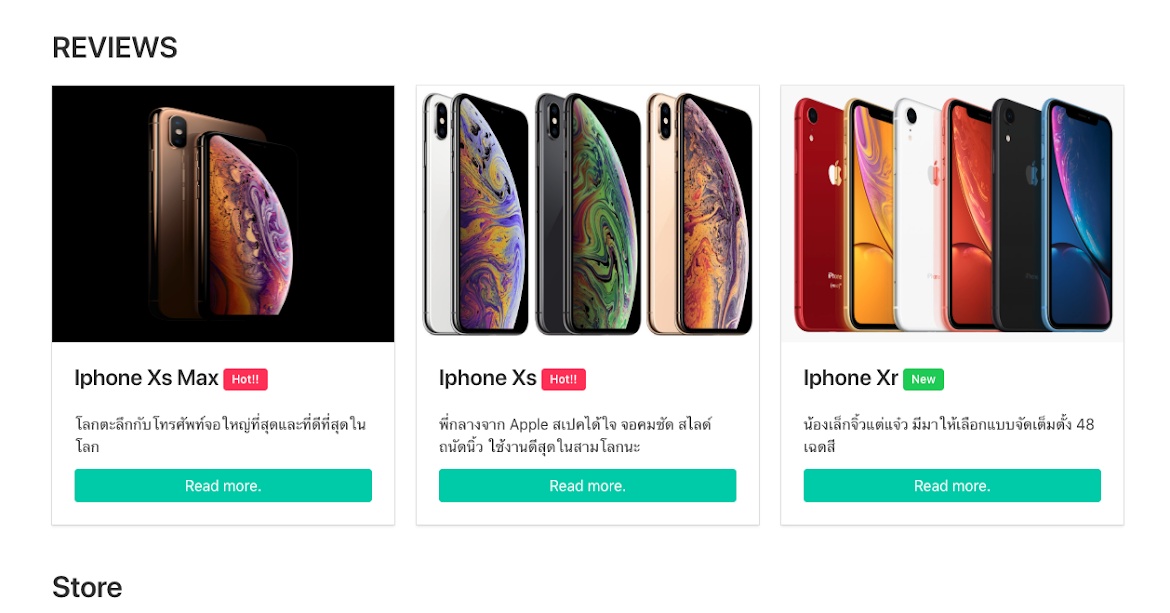 REVIEWS
Iphone Xs Max Hot!!
โลกตะลึกกับโทรศัพท์จอใหญ่ที่สุดและที่ดีที่สุดใน
โลก
Read more.
Iphone Xs Hot!!
พี่กลางจาก Apple สเปคได้ใจ จอคมชัด สไลด์
ถนัดนิ้ว ใช้งานดีสุดในสามโลกนะ
Read more.
Iphone Xr New
น้องเล็กจิ๋วแต่แจ๋ว มีมาให้เลือกแบบจัดเต็มตั้ง 48
เฉดสี
Read more.
Store